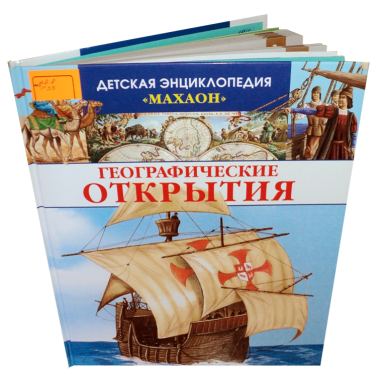 ДЕТСКАЯ ЭНЦИКЛОПЕДИЯ
«МАХАОН»
ГЕОГРАФИЧЕСКИЕ
ОТКРЫТИЯ